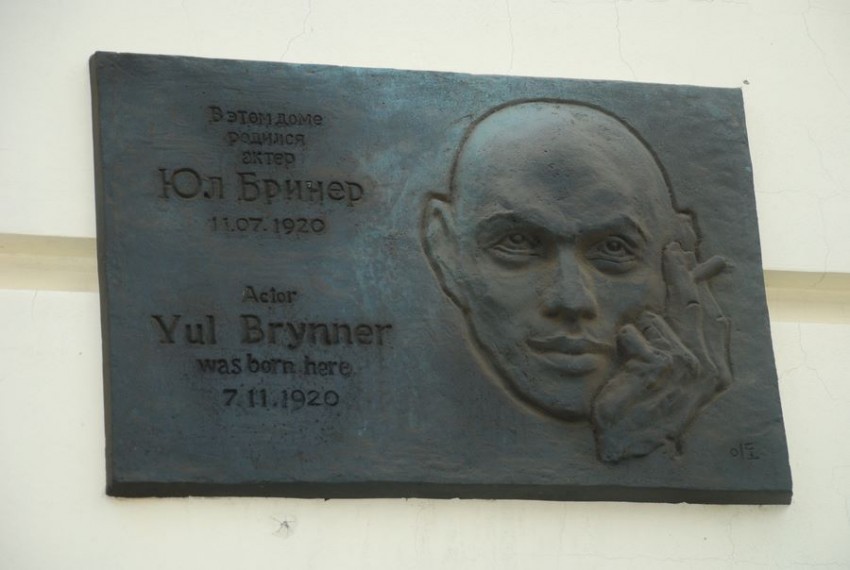 В этом доме
родился
актер
Юл Бринер
11.07.1920
Actor
Yul Brynner
was born here
7.11.1920